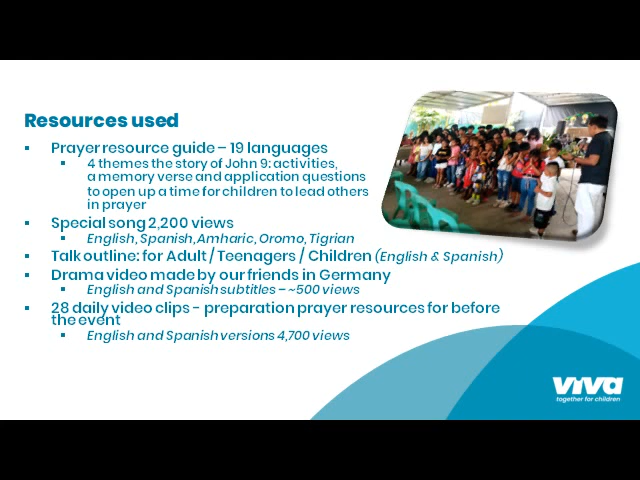 Resources used
▪ Prayer resource guide – 19 languages
▪ 4 themes the story of John 9: activities,
a memory verse and application questions
to open up a time for children to lead others
in prayer
▪ Special song 2,200 views
▪ English, Spanish, Amharic, Oromo, Tigrian
▪ Talk outline: for Adult / Teenagers / Children (English & Spanish)
▪ Drama video made by our friends in Germany
▪ English and Spanish subtitles – ~500 views
▪ 28 daily video clips - preparation prayer resources for before
the event
▪ English and Spanish versions 4,700 views
viva
together for children